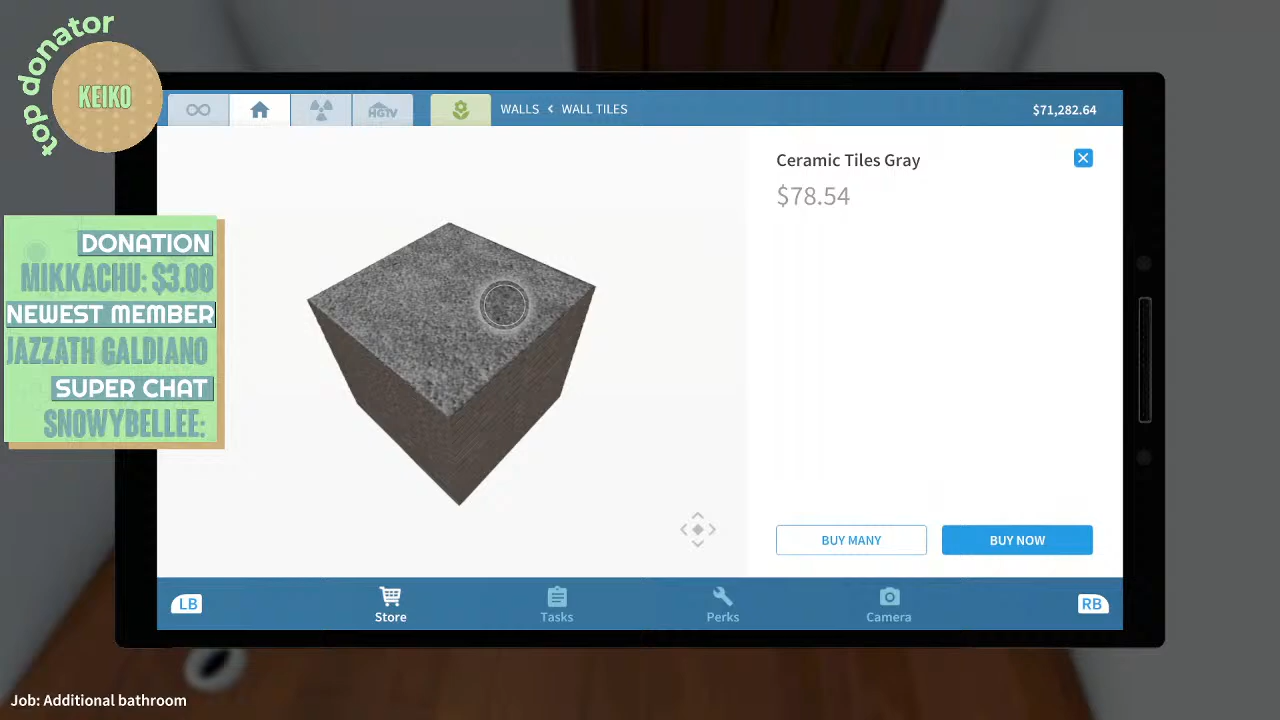 top donator
KEIKO
HGTV
WALLS < WALL TILES
$71,282.64
Ceramic Tiles Gray
$78.54
DONATION
MIKKACHU: $3.00
NEWEST MEMBER
JAZZATH GALDIANO
SUPER CHAT
SNOWYBELLEE:
BUY MANY
BUY NOW
LB
Store
Tasks
Perks
Camera
RB
Job: Additional bathroom